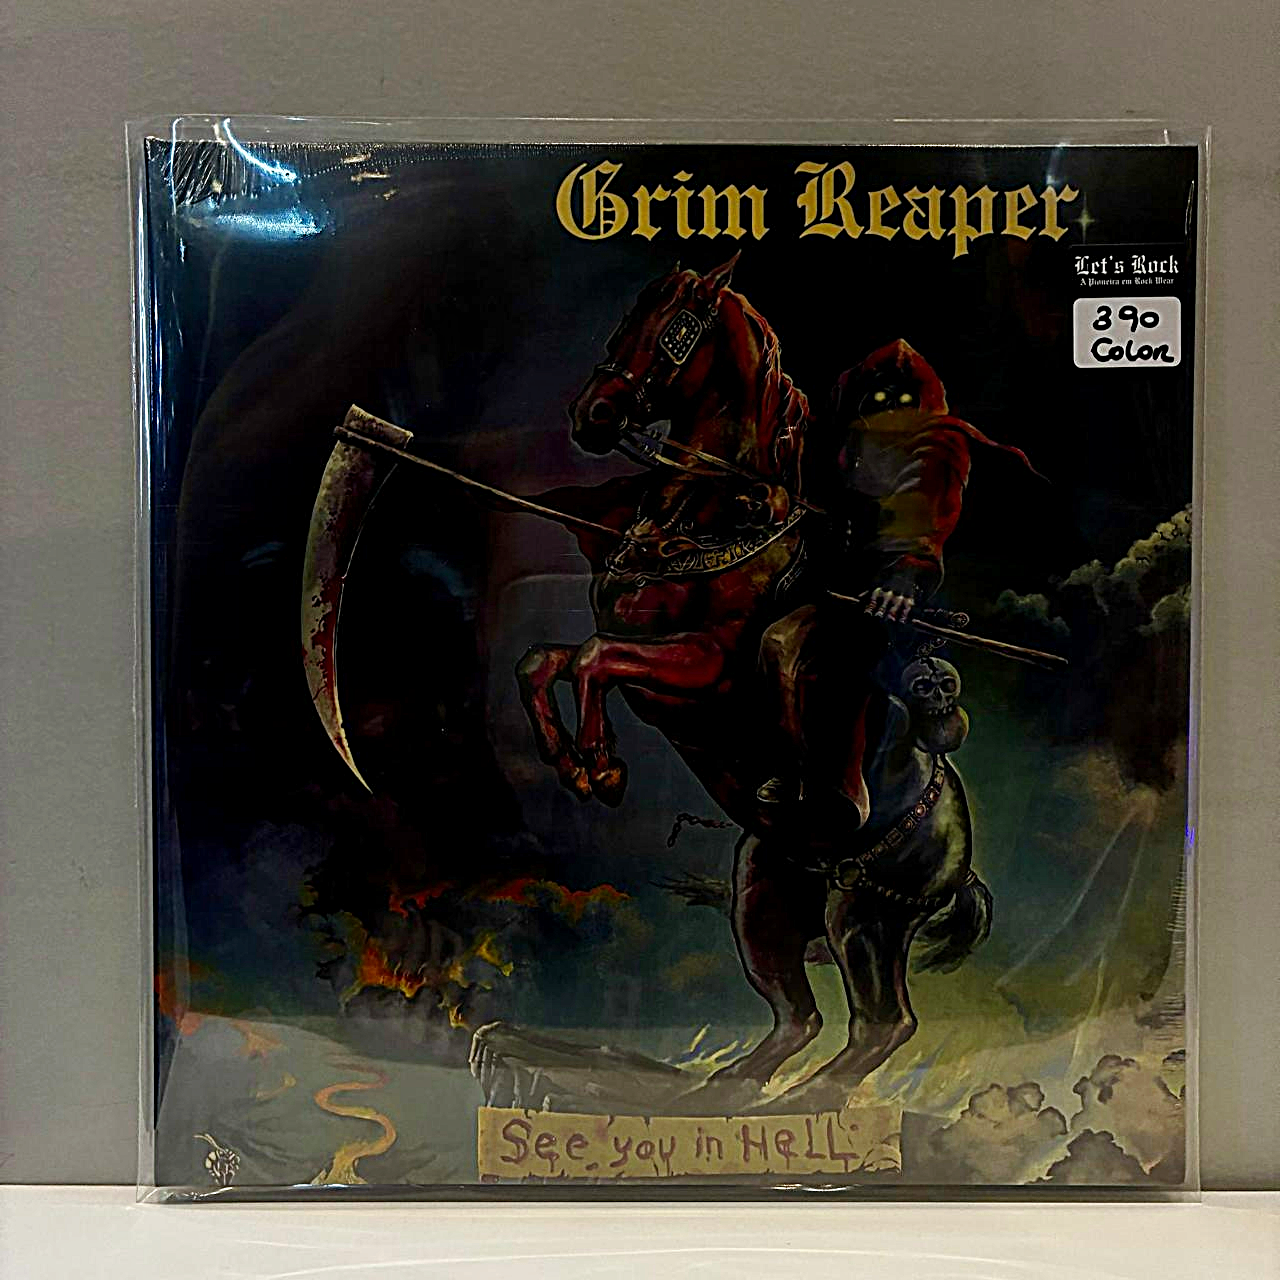 Grim Reaper
Let's Rock
A Pioneira em Rock Wear
390
Color
See you in Hell